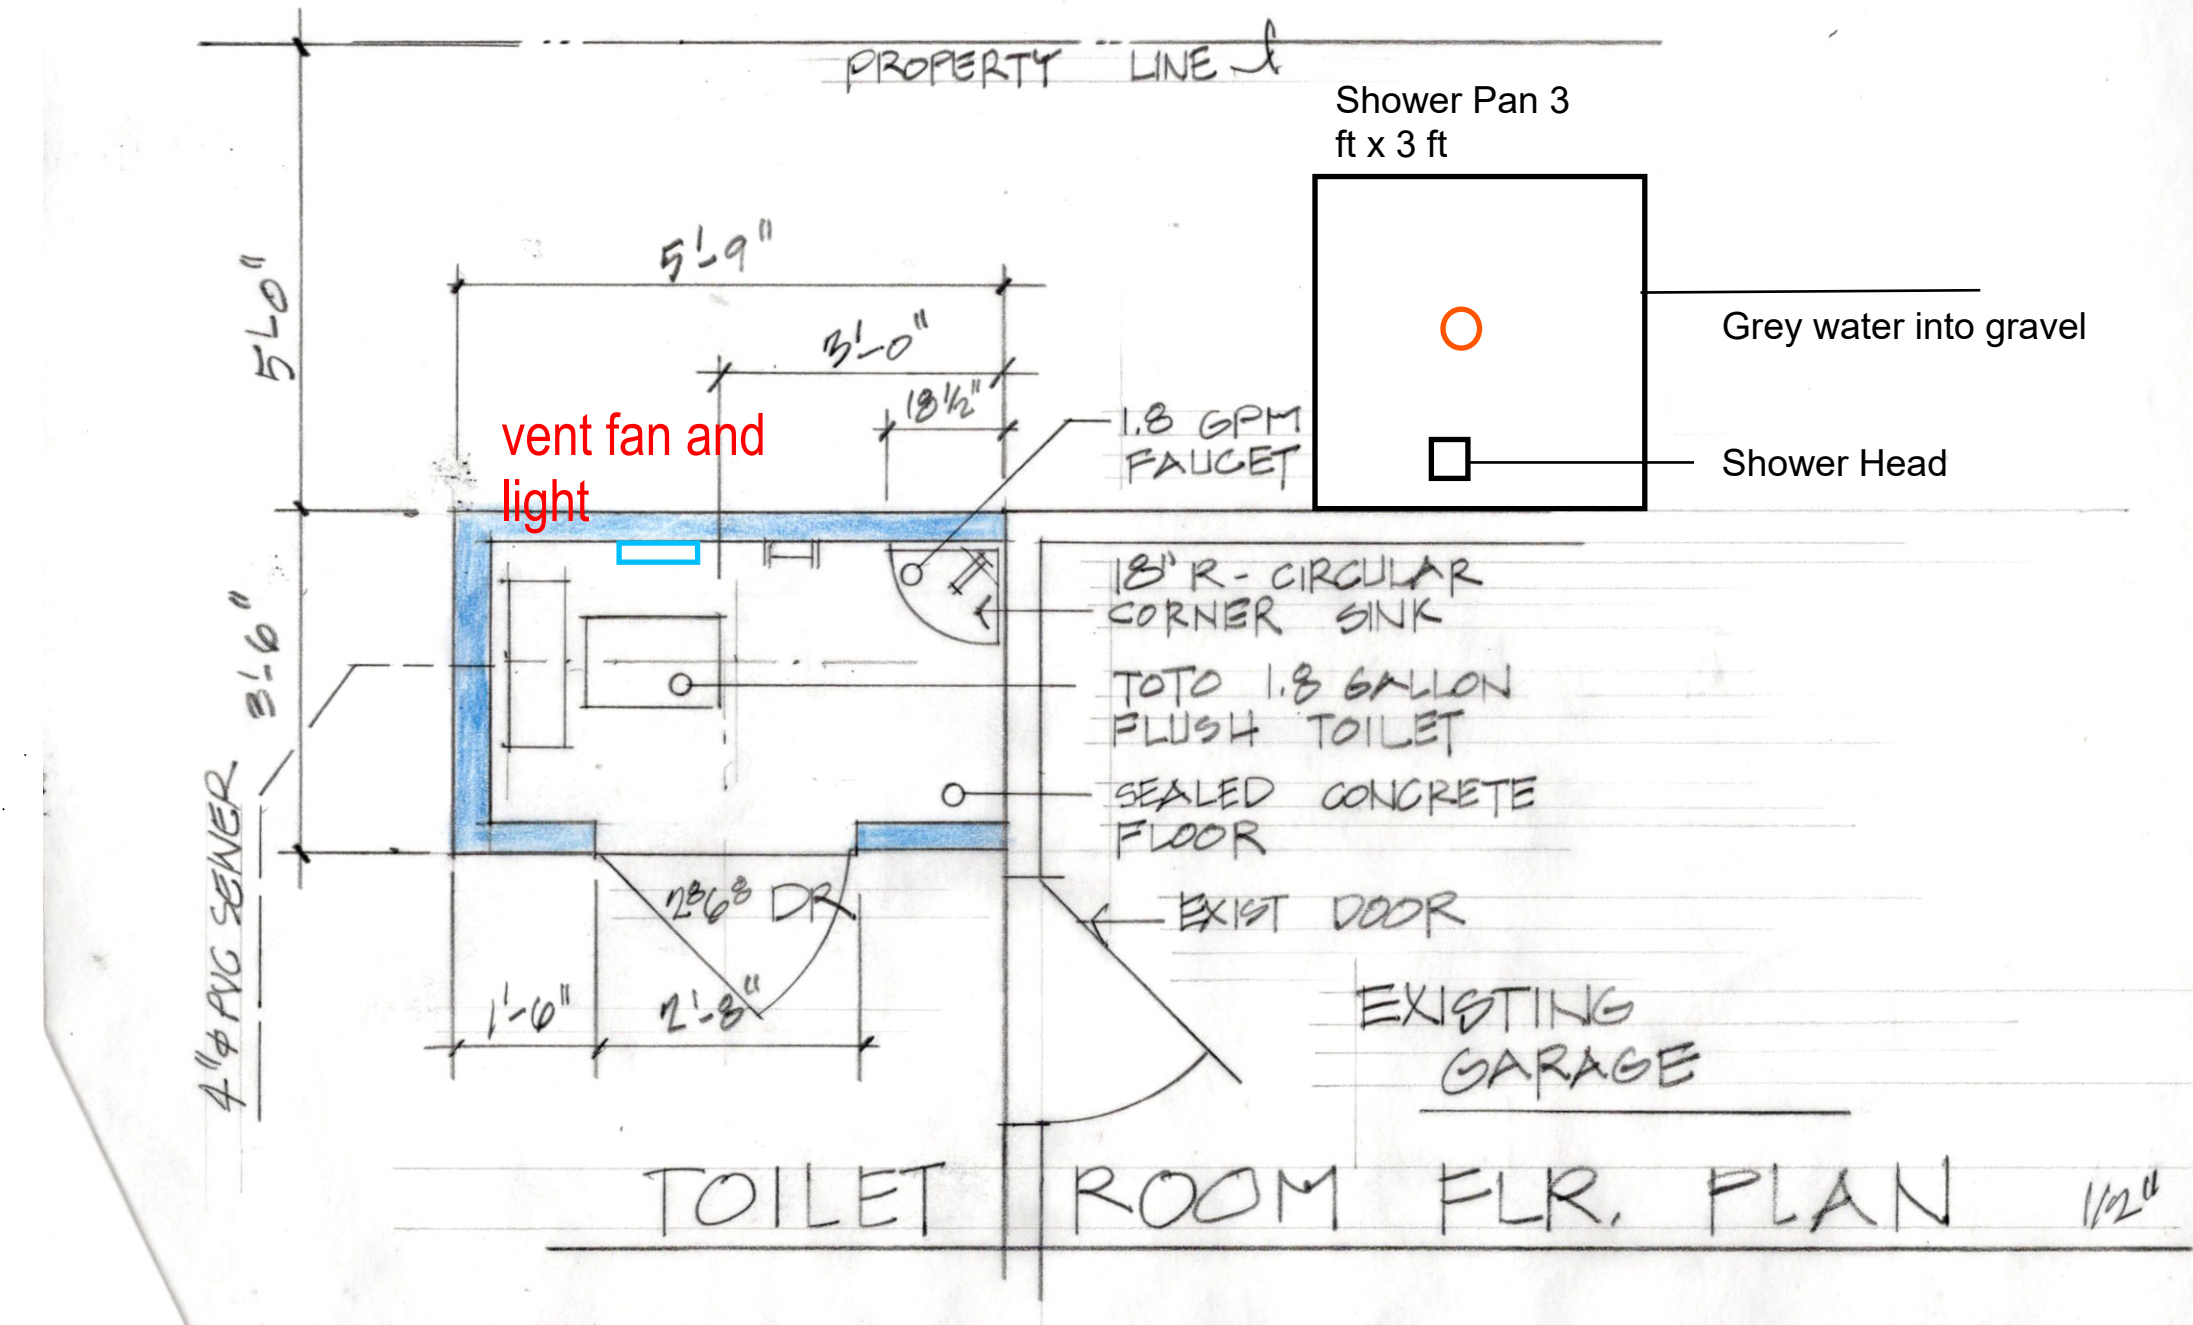 PROPERTY LINE
Shower Pan 3
ft x 3 ft
5'-9"
5'-0"
3'-0"
18 1/2"
Grey water into gravel
vent fan and
light
1.8 GPM
FAUCET
Shower Head
18" R - CIRCULAR
CORNER SINK
3'-6"
TOTO 1.8 GALLON
FLUSH TOILET
SEALED CONCRETE
FLOOR
4"φ PVC SEWER
2868 DR.
EXIST DOOR
1'-6"
2'-8"
EXISTING
GARAGE
TOILET ROOM FLR. PLAN 1/2"